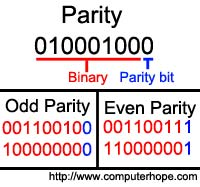 Parity
010001000
Binary Parity bit
Odd Parity
001100100
100000000
Even Parity
001100111
110000001
http://www.computerhope.com